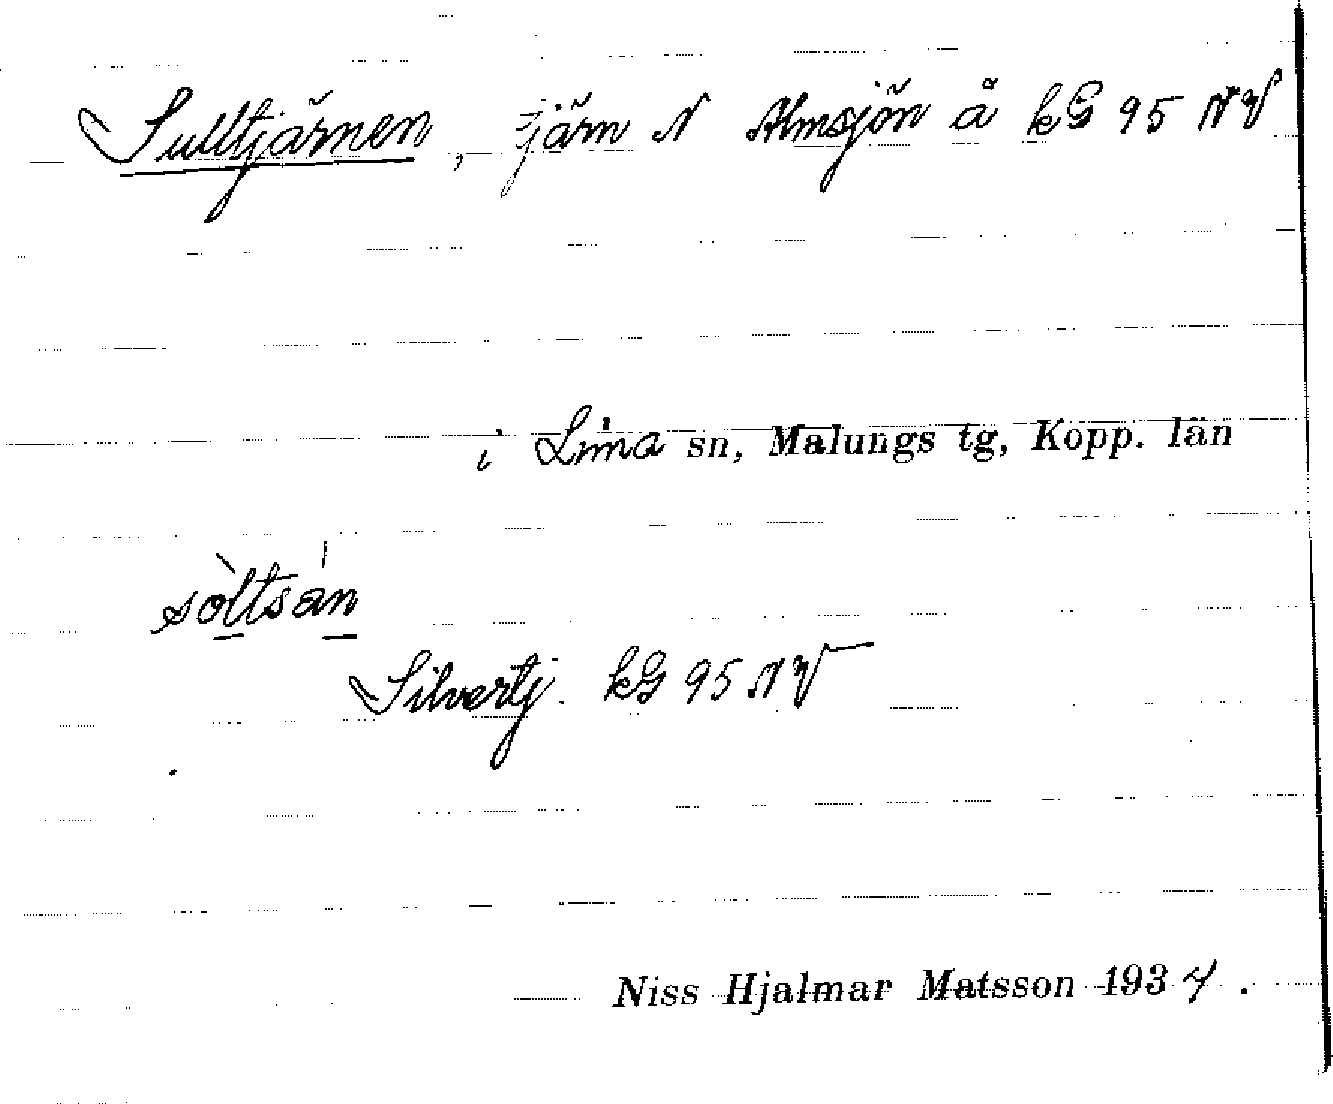 Sulltjärnen, tjärn N Almsjön å kG 95 NV
i Lima sn, Malungs tg, Kopp. län
sòltsán
Silvertj. kG 95 NV
Niss Hjalmar Matsson 1934.